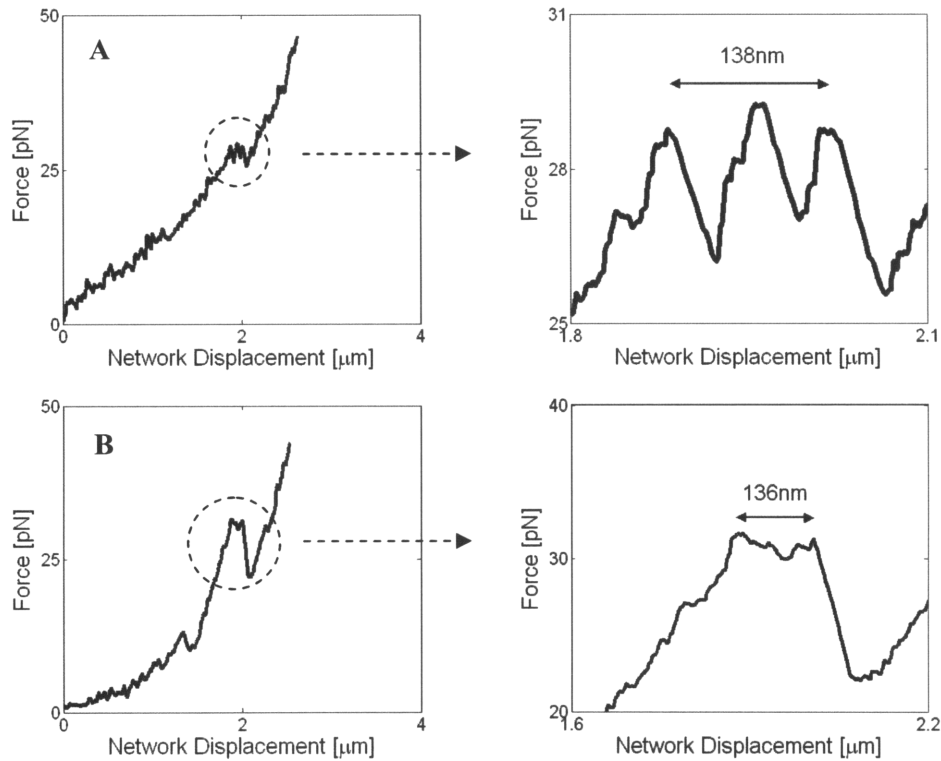 A
50
25
0
0
2
4
Force [pN]
Network Displacement [μm]
138nm
31
28
25
1.8
2.1
Force [pN]
Network Displacement [μm]
B
50
25
0
0
2
4
Force [pN]
Network Displacement [μm]
136nm
40
30
20
1.6
2.2
Force [pN]
Network Displacement [μm]